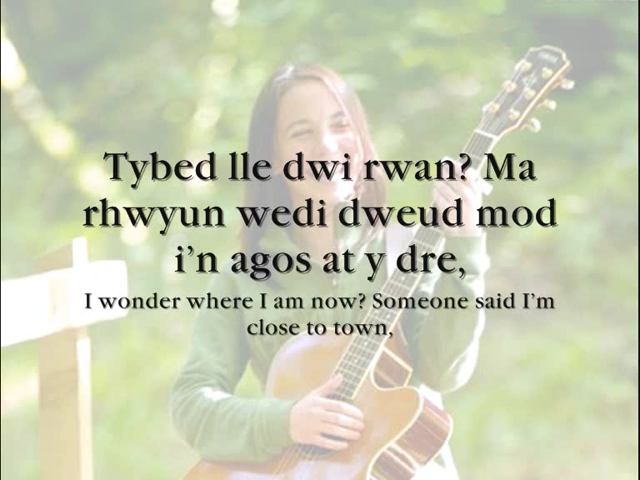 Tybed lle dwi rwan? Ma
rhwyun wedi dweud mod
i’n agos at y dre,
I wonder where I am now? Someone said I’m
close to town,